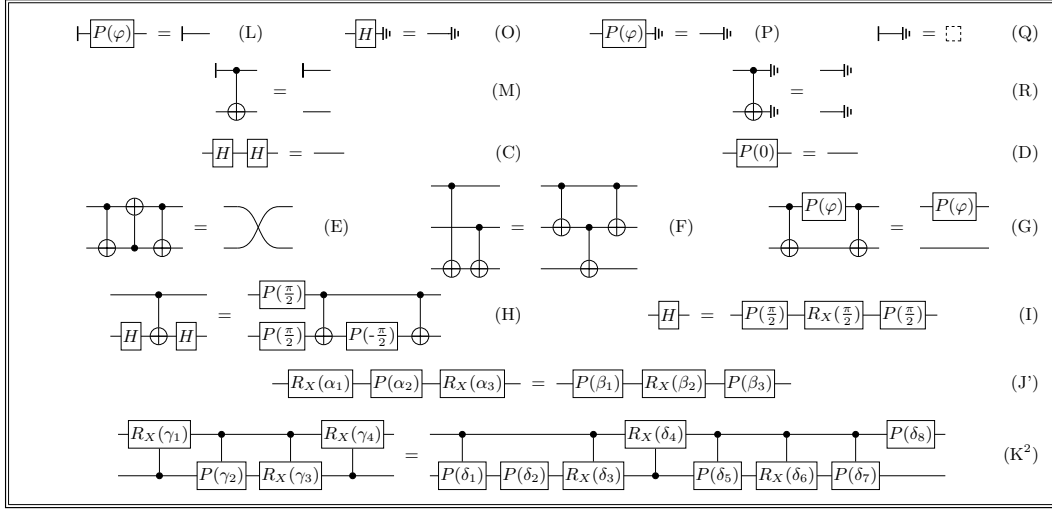 P(φ) = (L) H = (O) P(φ) = (P) = (Q)
= (M) = (R)
H H = (C) P(0) = (D)
= (E) = (F) P(φ) = P(φ) (G)
H H = P(π/2) P(π/2) P(-π/2) (H) H = P(π/2) R_X(π/2) P(π/2) (I)
R_X(α₁) P(α₂) R_X(α₃) = P(β₁) R_X(β₂) P(β₃) (J')
R_X(γ₁) P(γ₂) R_X(γ₃) R_X(γ₄) = P(δ₁) P(δ₂) R_X(δ₃) R_X(δ₄) P(δ₅) R_X(δ₆) P(δ₇) P(δ₈) (K²)